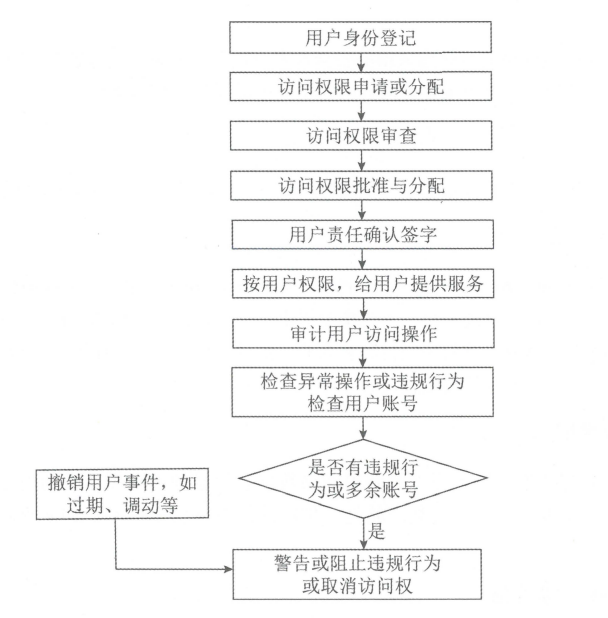 用户身份登记
访问权限申请或分配
访问权限审查
访问权限批准与分配
用户责任确认签字
按用户权限，给用户提供服务
审计用户访问操作
检查异常操作或违规行为
检查用户账号
是否有违规行
为或多余账号
撤销用户事件，如
过期、调动等
是
警告或阻止违规行为
或取消访问权